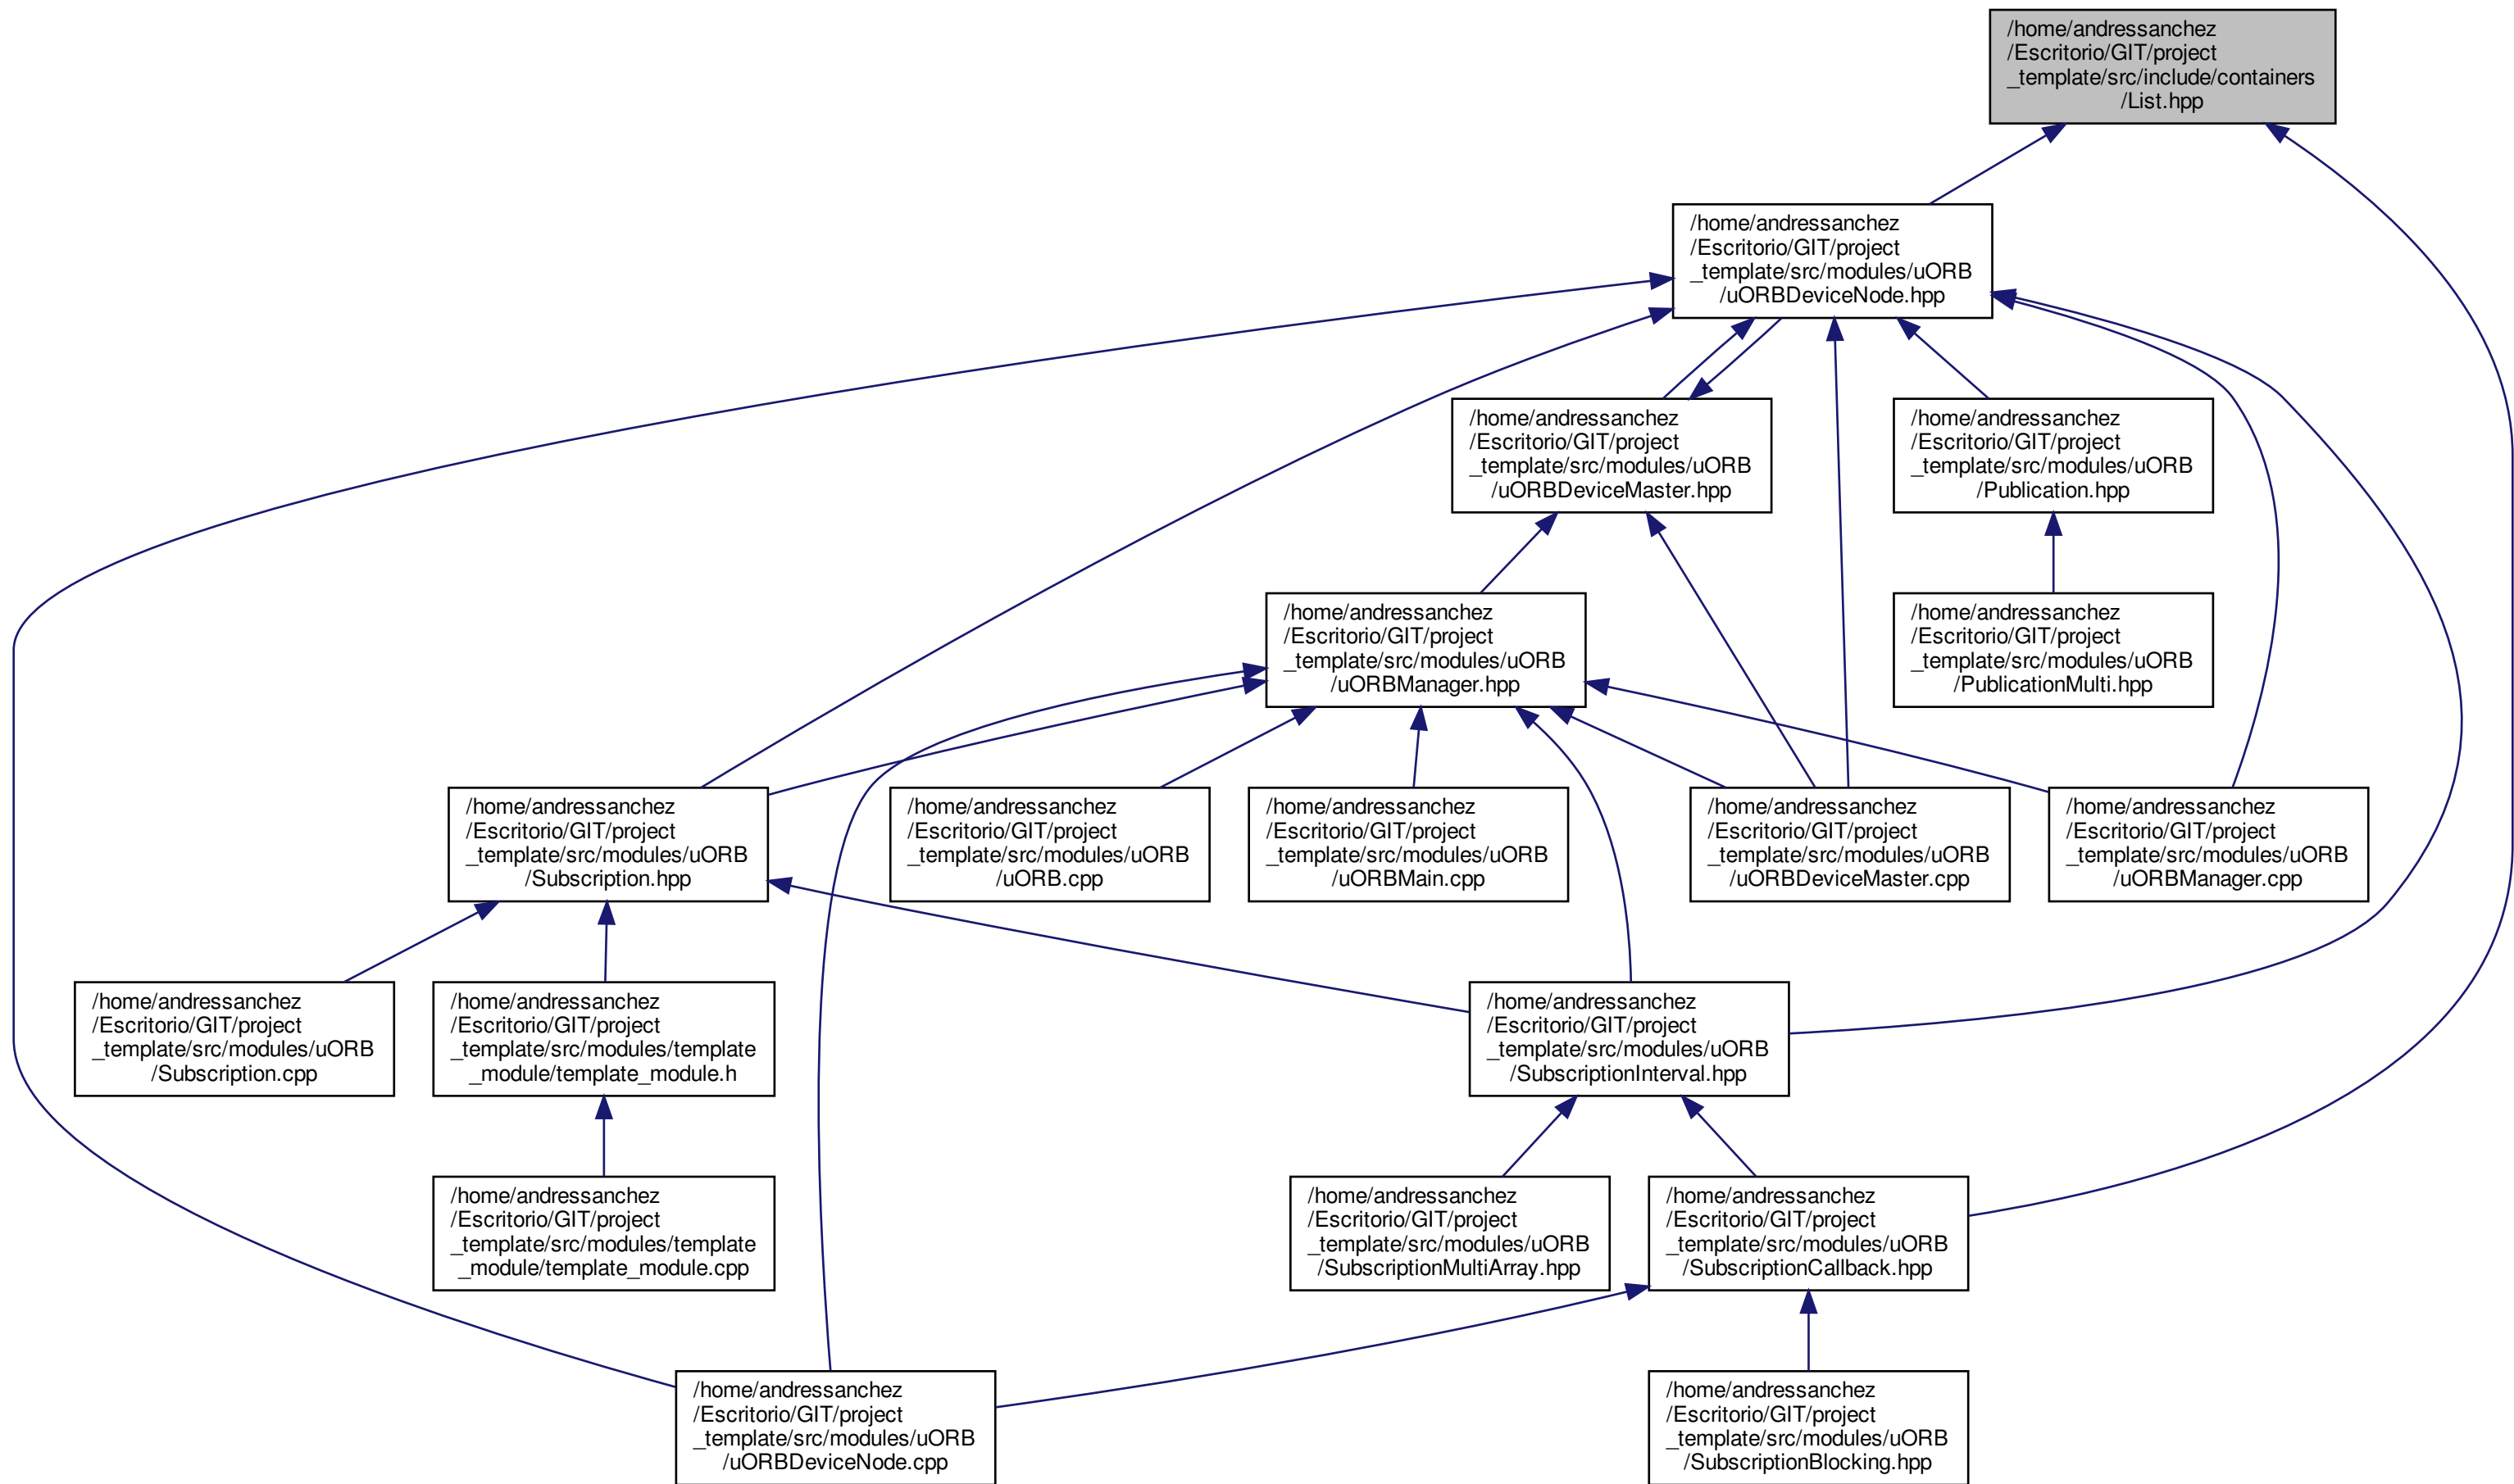 /home/andressanchez
/Escritorio/GIT/project
_template/src/include/containers
/List.hpp
/home/andressanchez
/Escritorio/GIT/project
_template/src/modules/uORB
/uORBDeviceNode.hpp
/home/andressanchez
/Escritorio/GIT/project
_template/src/modules/uORB
/uORBDeviceMaster.hpp
/home/andressanchez
/Escritorio/GIT/project
_template/src/modules/uORB
/Publication.hpp
/home/andressanchez
/Escritorio/GIT/project
_template/src/modules/uORB
/uORBManager.hpp
/home/andressanchez
/Escritorio/GIT/project
_template/src/modules/uORB
/PublicationMulti.hpp
/home/andressanchez
/Escritorio/GIT/project
_template/src/modules/uORB
/Subscription.hpp
/home/andressanchez
/Escritorio/GIT/project
_template/src/modules/uORB
/uORB.cpp
/home/andressanchez
/Escritorio/GIT/project
_template/src/modules/uORB
/uORBMain.cpp
/home/andressanchez
/Escritorio/GIT/project
_template/src/modules/uORB
/uORBDeviceMaster.cpp
/home/andressanchez
/Escritorio/GIT/project
_template/src/modules/uORB
/uORBManager.cpp
/home/andressanchez
/Escritorio/GIT/project
_template/src/modules/uORB
/Subscription.cpp
/home/andressanchez
/Escritorio/GIT/project
_template/src/modules/template
_module/template_module.h
/home/andressanchez
/Escritorio/GIT/project
_template/src/modules/uORB
/SubscriptionInterval.hpp
/home/andressanchez
/Escritorio/GIT/project
_template/src/modules/template
_module/template_module.cpp
/home/andressanchez
/Escritorio/GIT/project
_template/src/modules/uORB
/SubscriptionMultiArray.hpp
/home/andressanchez
/Escritorio/GIT/project
_template/src/modules/uORB
/SubscriptionCallback.hpp
/home/andressanchez
/Escritorio/GIT/project
_template/src/modules/uORB
/uORBDeviceNode.cpp
/home/andressanchez
/Escritorio/GIT/project
_template/src/modules/uORB
/SubscriptionBlocking.hpp